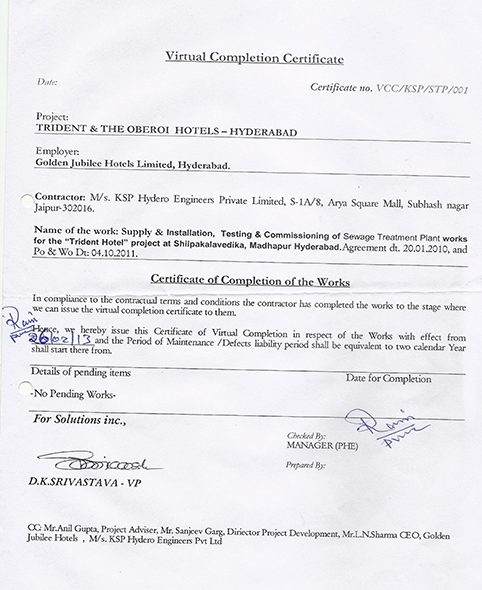 Virtual Completion Certificate
Date:
Certificate no. VCC/KSP/STP/001
Project:
TRIDENT & THE OBEROI HOTELS – HYDERABAD
Employer:
Golden Jubilee Hotels Limited, Hyderabad.
Contractor: M/s. KSP Hydero Engineers Private Limited, S-1A/8, Arya Square Mall, Subhash nagar
Jaipur-302016.
Name of the work: Supply & Installation, Testing & Commissioning of Sewage Treatment Plant works
for the "Trident Hotel" project at Shilpakalavedika, Madhapur Hyderabad.Agreement dt. 20.01.2010, and
Po & Wo Dt: 04.10.2011.
Certificate of Completion of the Works
In compliance to the contractual terms and conditions the contractor has completed the works to the stage where
we can issue the virtual completion certificate to them.
Hence, we hereby issue this Certificate of Virtual Completion in respect of the Works with effect from
26/02/13 and the Period of Maintenance /Defects liability period shall be equivalent to two calendar Year
shall start there from.
Details of pending items
Date for Completion
-No Pending Works-
For Solutions inc.,
Checked By:
MANAGER (PHE)
Prepared By:
D.K.SRIVASTAVA - VP
CC: Mr.Anil Gupta, Project Adviser, Mr. Sanjeev Garg, Diriector Project Development, Mr.L.N.Sharma CEO, Golden
Jubilee Hotels , M/s. KSP Hydero Engineers Pvt Ltd